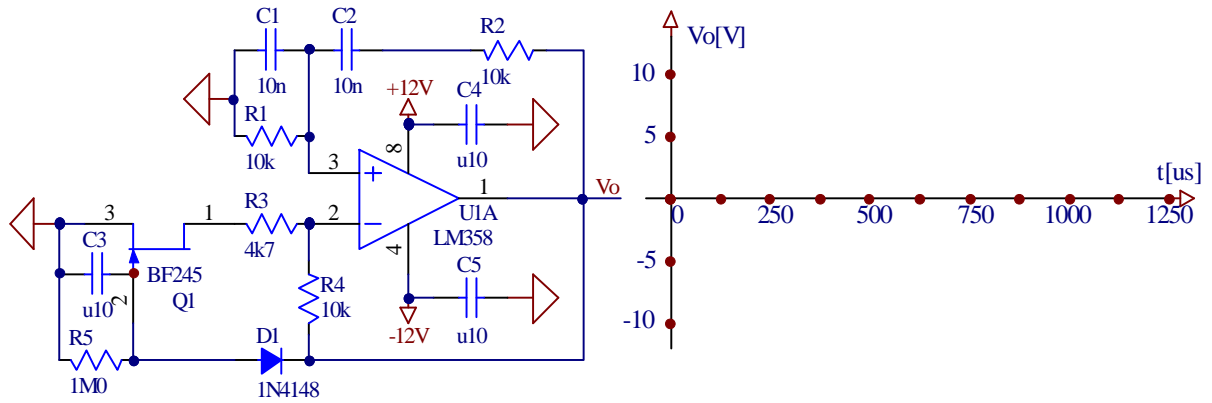 C1
10n
C2
10n
R2
10k
R1
10k
+12V
C4
u10
8
3
+
1
Vo
U1A
LM358
2
−
4
-12V
C5
u10
3
1
R3
4k7
C3
u10
2
BF245
Q1
R4
10k
R5
1M0
D1
1N4148
Vo[V]
10
5
-5
-10
t[us]
0
250
500
750
1000
1250